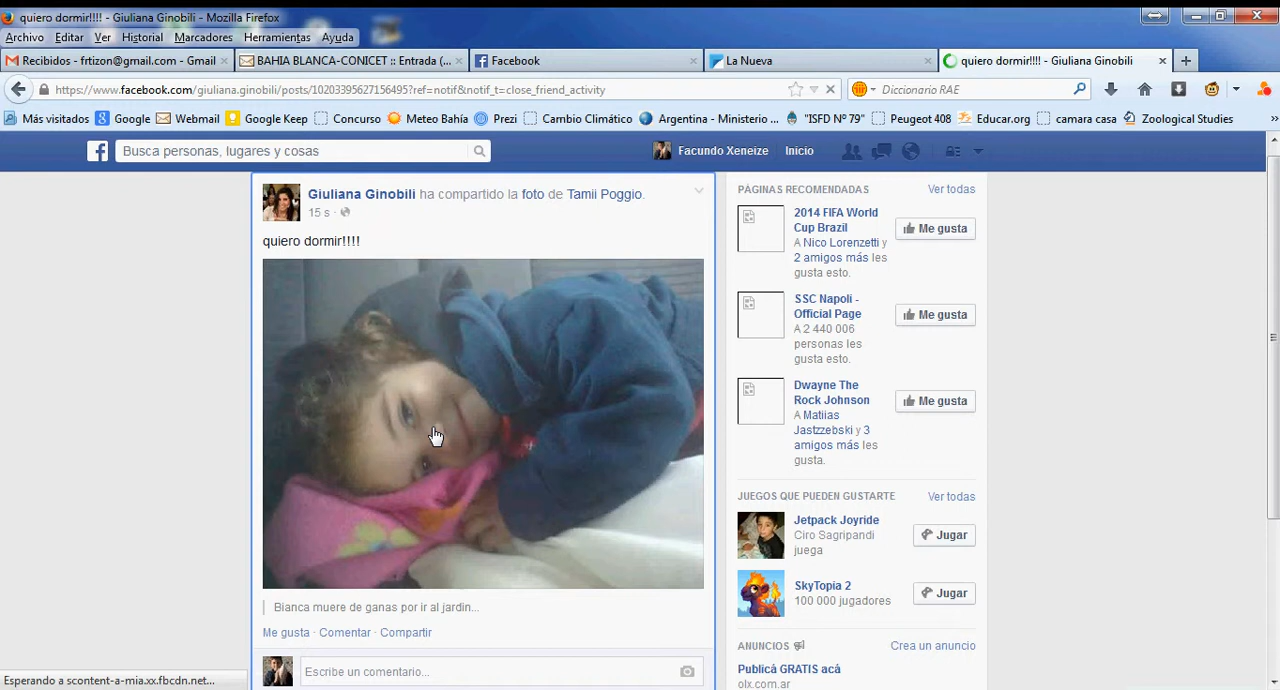 quiero dormir!!!! - Giuliana Ginobili - Mozilla Firefox
Archivo Editar Ver Historial Marcadores Herramientas Ayuda
Recibidos - frtizon@gmail.com - Gmail BAHIA BLANCA-CONICET :: Entrada (... Facebook La Nueva quiero dormir!!!! - Giuliana Ginobili
https://www.facebook.com/giuliana.ginobili/posts/10203395627156495?ref=notif&notif_t=close_friend_activity Diccionario RAE
Más visitados Google Webmail Google Keep Concurso Meteo Bahía Prezi Cambio Climático Argentina - Ministerio ... "ISFD Nº 79" Peugeot 408 Educar.org camara casa Zoological Studies
Busca personas, lugares y cosas Facundo Xeneize Inicio
Giuliana Ginobili ha compartido la foto de Tamii Poggio.
15 s ·
quiero dormir!!!!
Bianca muere de ganas por ir al jardin...
Me gusta · Comentar · Compartir
Escribe un comentario...
PÁGINAS RECOMENDADAS Ver todas
2014 FIFA World
Cup Brazil
A Nico Lorenzetti y
2 amigos más les
gusta esto.
Me gusta
SSC Napoli -
Official Page
A 2 440 006
personas les
gusta esto.
Me gusta
Dwayne The
Rock Johnson
A Matiias
Jastzzebski y 3
amigos más les
gusta esto.
Me gusta
JUEGOS QUE PUEDEN GUSTARTE Ver todas
Jetpack Joyride
Ciro Sagripandi
juega
Jugar
SkyTopia 2
100 000 jugadores
Jugar
ANUNCIOS Crea un anuncio
Publicá GRATIS acá
olx.com.ar
Esperando a scontent-a-mia.xx.fbcdn.net...